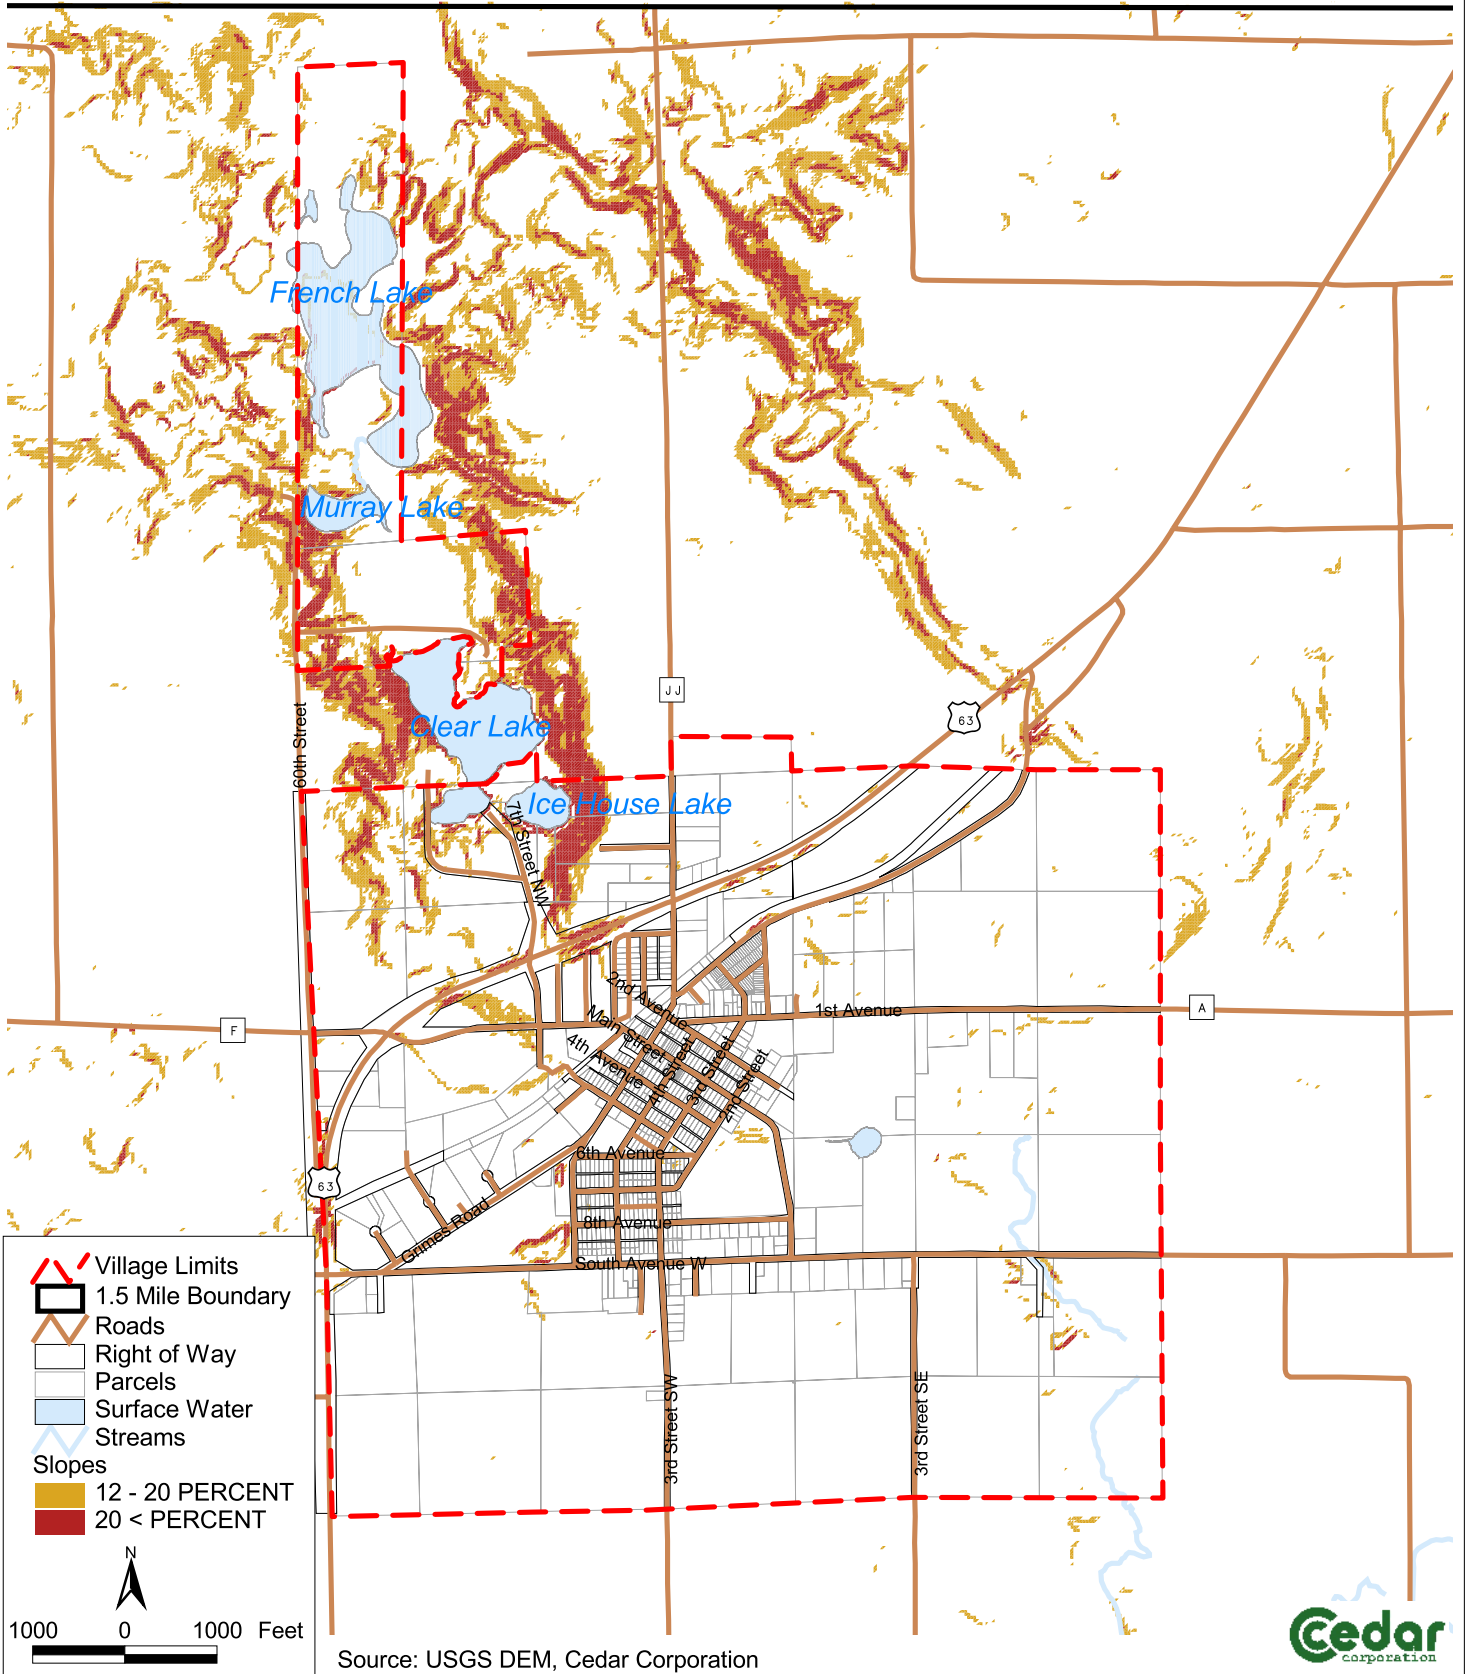 French Lake
Murray Lake
JJ
63
60th Street
Clear Lake
Ice House Lake
7th Street NW
2nd Avenue
1st Avenue
A
F
Main Street
4th Avenue
4th Street
3rd Street
2nd Street
6th Avenue
63
8th Avenue
Grimes Road
South Avenue W
3rd Street SW
3rd Street SE
Village Limits
1.5 Mile Boundary
Roads
Right of Way
Parcels
Surface Water
Streams
Slopes
12 - 20 PERCENT
20 < PERCENT
N
1000 0 1000 Feet
Source: USGS DEM, Cedar Corporation
Cedar
corporation